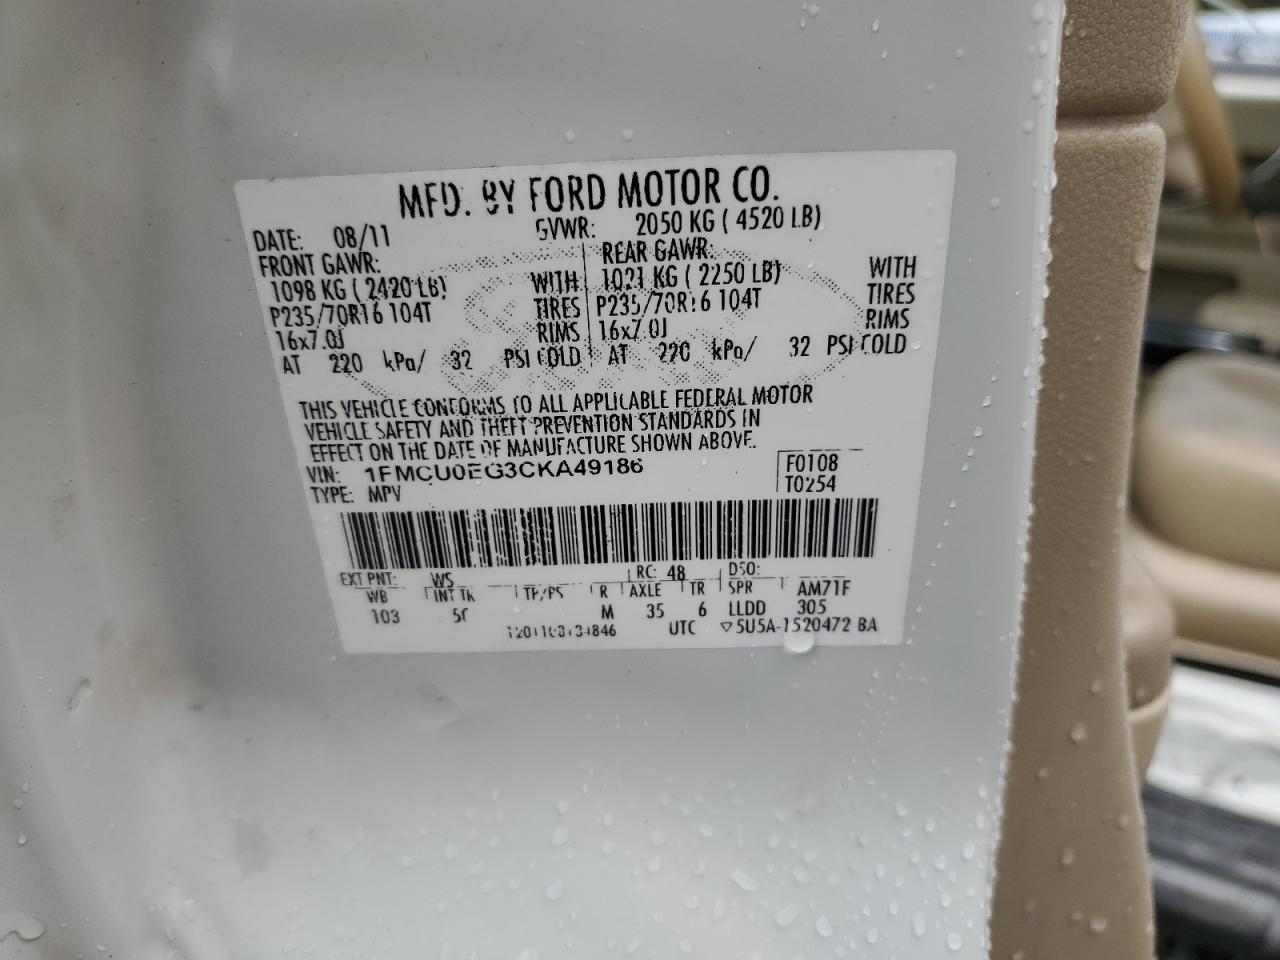 MFD. BY FORD MOTOR CO.
DATE: 08/11 GVWR: 2050 KG ( 4520 LB)
FRONT GAWR: REAR GAWR:
1098 KG ( 2420 LB) WITH 1021 KG ( 2250 LB) WITH
P235/70R16 104T TIRES P235/70R16 104T TIRES
16x7.0J RIMS 16x7.0J RIMS
AT 220 kPa/ 32 PSI COLD AT 220 kPa/ 32 PSI COLD
THIS VEHICLE CONFORMS TO ALL APPLICABLE FEDERAL MOTOR
VEHICLE SAFETY AND THEFT PREVENTION STANDARDS IN
EFFECT ON THE DATE OF MANUFACTURE SHOWN ABOVE.
VIN: 1FMCU0EG3CKA49186 F0108
TYPE: MPV T0254
EXT PNT: WS RC: 48 DSO:
WB INT TR TP/PS R AXLE TR SPR AM71F
103 M 35 6 LLDD 305
UTC ▽5U5A-1520472 BA